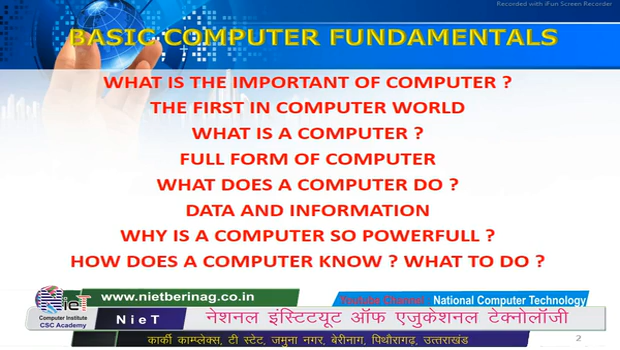 Recorded with iFun Screen Recorder
BASIC COMPUTER FUNDAMENTALS
WHAT IS THE IMPORTANT OF COMPUTER ?
THE FIRST IN COMPUTER WORLD
WHAT IS A COMPUTER ?
FULL FORM OF COMPUTER
WHAT DOES A COMPUTER DO ?
DATA AND INFORMATION
WHY IS A COMPUTER SO POWERFULL ?
HOW DOES A COMPUTER KNOW ? WHAT TO DO ?
NieT
Computer Institute
CSC Academy
www.nietberinag.co.in
Youtube Channel : National Computer Technology
N i e T
नेशनल इंस्टिटयूट ऑफ एजुकेशनल टेक्नोलॉजी
कार्की काम्प्लेक्स, टी स्टेट, जमुना नगर, बेरीनाग, पिथौरागढ़, उत्तराखंड
2